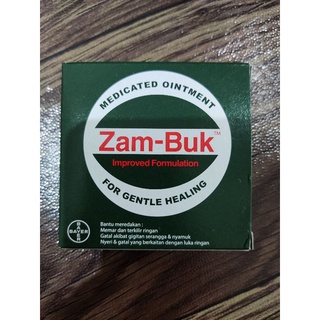 MEDICATED OINTMENT
Zam-Buk™
Improved Formulation
FOR GENTLE HEALING
BAYER
Bantu meredakan :
Memar dan terkilir ringan
Gatal akibat gigitan serangga & nyamuk
Nyeri & gatal yang berkaitan dengan luka ringan